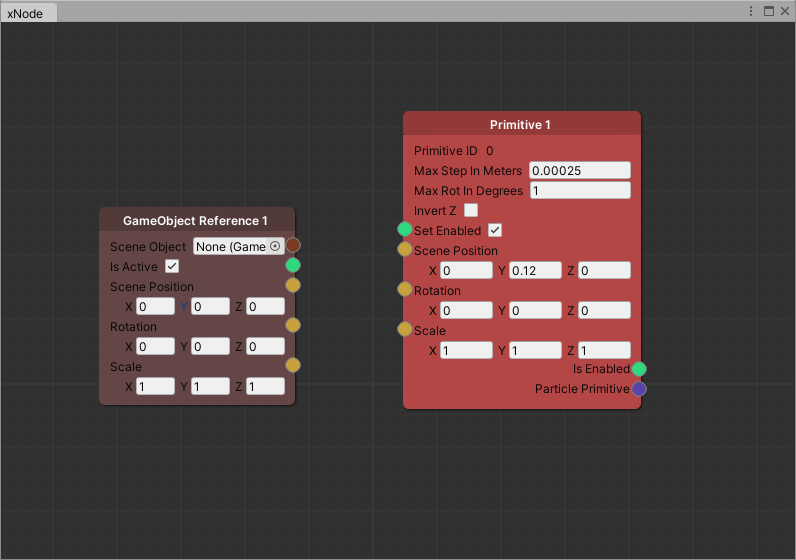 xNode
GameObject Reference 1
Scene Object None (Game
Is Active
Scene Position
X 0 Y 0 Z 0
Rotation
X 0 Y 0 Z 0
Scale
X 1 Y 1 Z 1
Primitive 1
Primitive ID 0
Max Step In Meters 0.00025
Max Rot In Degrees 1
Invert Z
Set Enabled
Scene Position
X 0 Y 0.12 Z 0
Rotation
X 0 Y 0 Z 0
Scale
X 1 Y 1 Z 1
Is Enabled
Particle Primitive